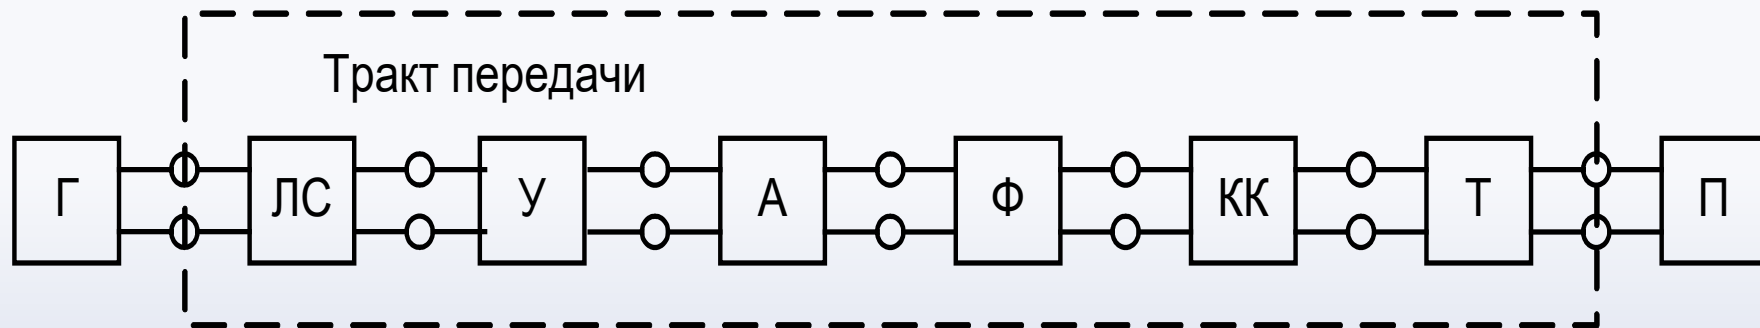 Тракт передачи
Г ЛС У А Ф КК Т П